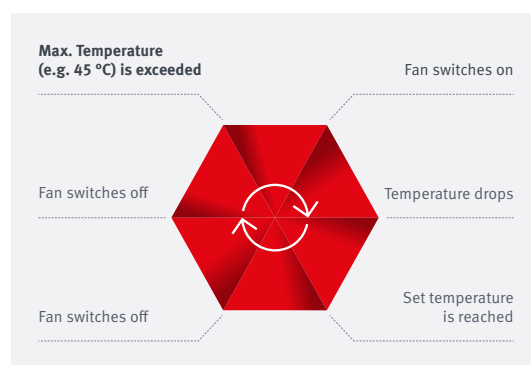 Max. Temperature
(e.g. 45 °C) is exceeded
Fan switches on
Fan switches off
Temperature drops
Fan switches off
Set temperature
is reached